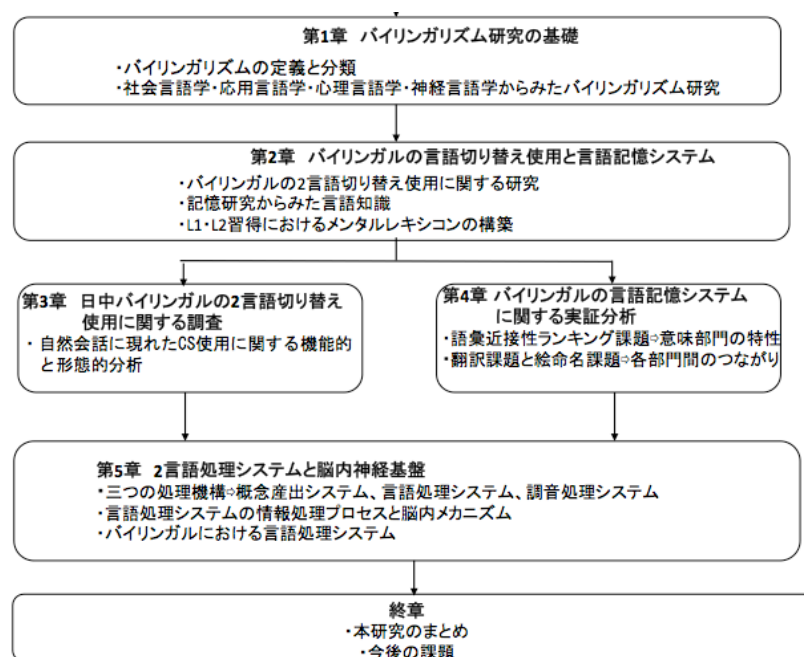 第1章 バイリンガリズム研究の基礎
・バイリンガリズムの定義と分類
・社会言語学・応用言語学・心理言語学・神経言語学からみたバイリンガリズム研究
第2章 バイリンガルの言語切り替え使用と言語記憶システム
・バイリンガルの2言語切り替え使用に関する研究
・記憶研究からみた言語知識
・L1・L2習得におけるメンタルレキシコンの構築
第3章 日中バイリンガルの2言語切り替え
使用に関する調査
・自然会話に現れたCS使用に関する機能的
と形態的分析
第4章 バイリンガルの言語記憶システム
に関する実証分析
・語彙近接性ランキング課題⇨意味部門の特性
・翻訳課題と絵命名課題⇨各部門間のつながり
第5章 2言語処理システムと脳内神経基盤
・三つの処理機構⇨概念産出システム、言語処理システム、調音処理システム
・言語処理システムの情報処理プロセスと脳内メカニズム
・バイリンガルにおける言語処理システム
終章
・本研究のまとめ
・今後の課題